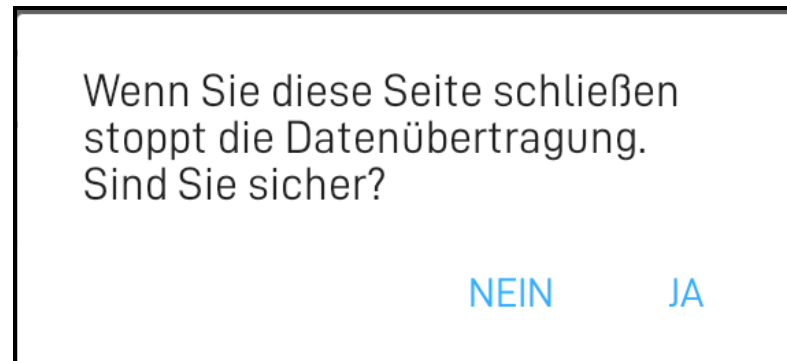 Wenn Sie diese Seite schließen
stoppt die Datenübertragung.
Sind Sie sicher?
NEIN JA